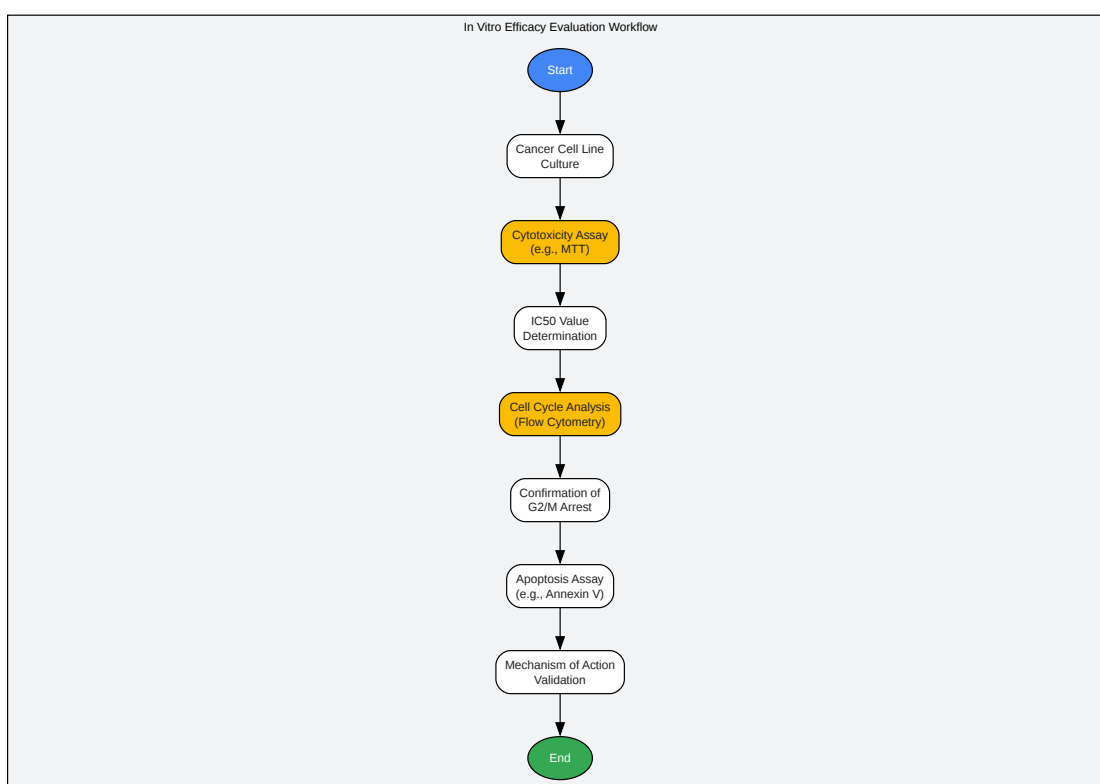 In Vitro Efficacy Evaluation Workflow
Start
Cancer Cell Line
Culture
Cytotoxicity Assay
(e.g., MTT)
IC50 Value
Determination
Cell Cycle Analysis
(Flow Cytometry)
Confirmation of
G2/M Arrest
Apoptosis Assay
(e.g., Annexin V)
Mechanism of Action
Validation
End